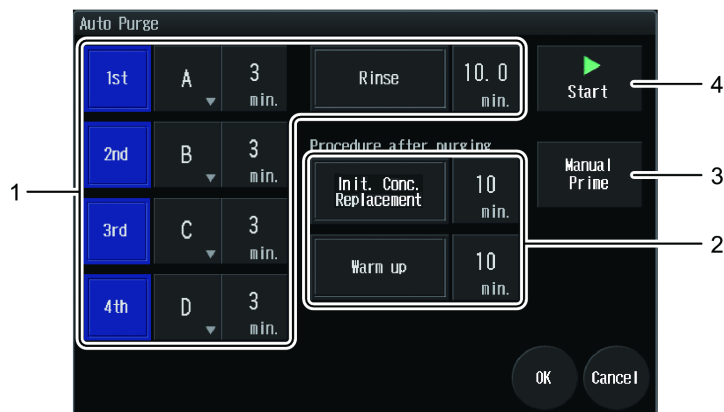 Auto Purge
1st A 3 min.
Rinse 10.0 min.
Start
4
2nd B 3 min.
Procedure after purging
Init. Conc.
Replacement
10 min.
Manual
Prime
3
1
3rd C 3 min.
2
Warm up 10 min.
4th D 3 min.
OK Cancel